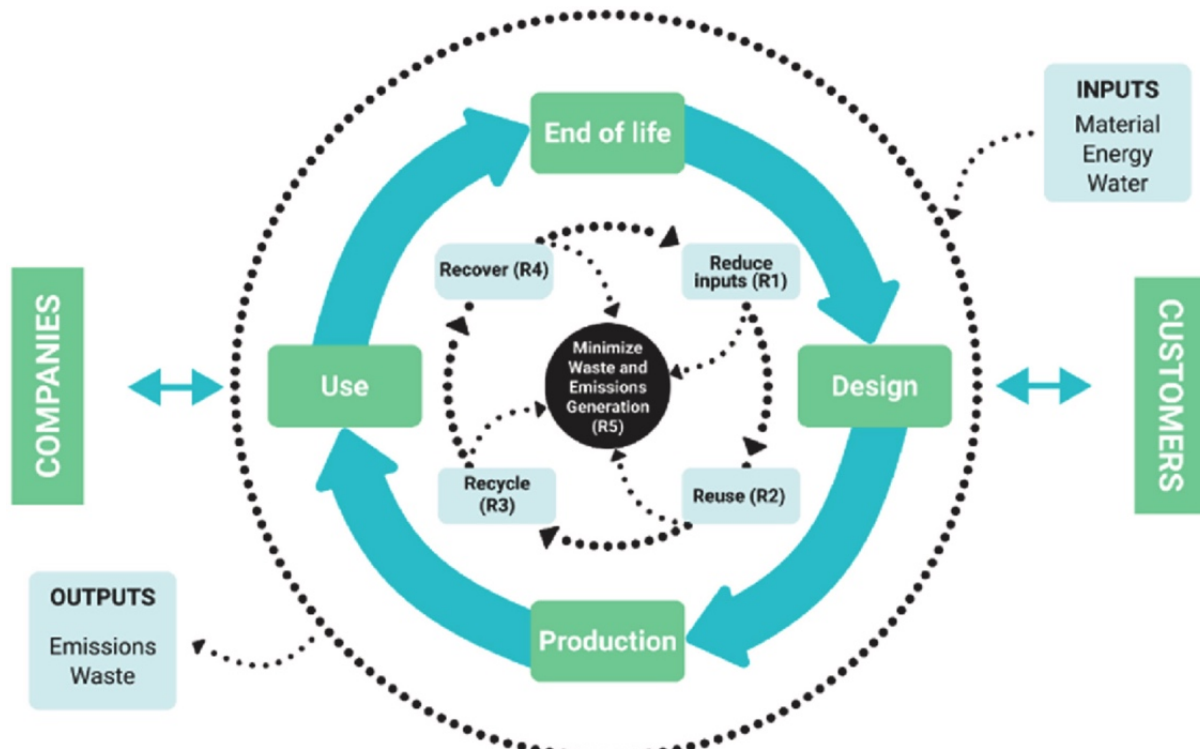 End of life
INPUTS
Material
Energy
Water
Recover (R4)
Reduce
inputs (R1)
COMPANIES
Use
Minimize
Waste and
Emissions
Generation
(R5)
Design
CUSTOMERS
Recycle
(R3)
Reuse (R2)
OUTPUTS
Emissions
Waste
Production